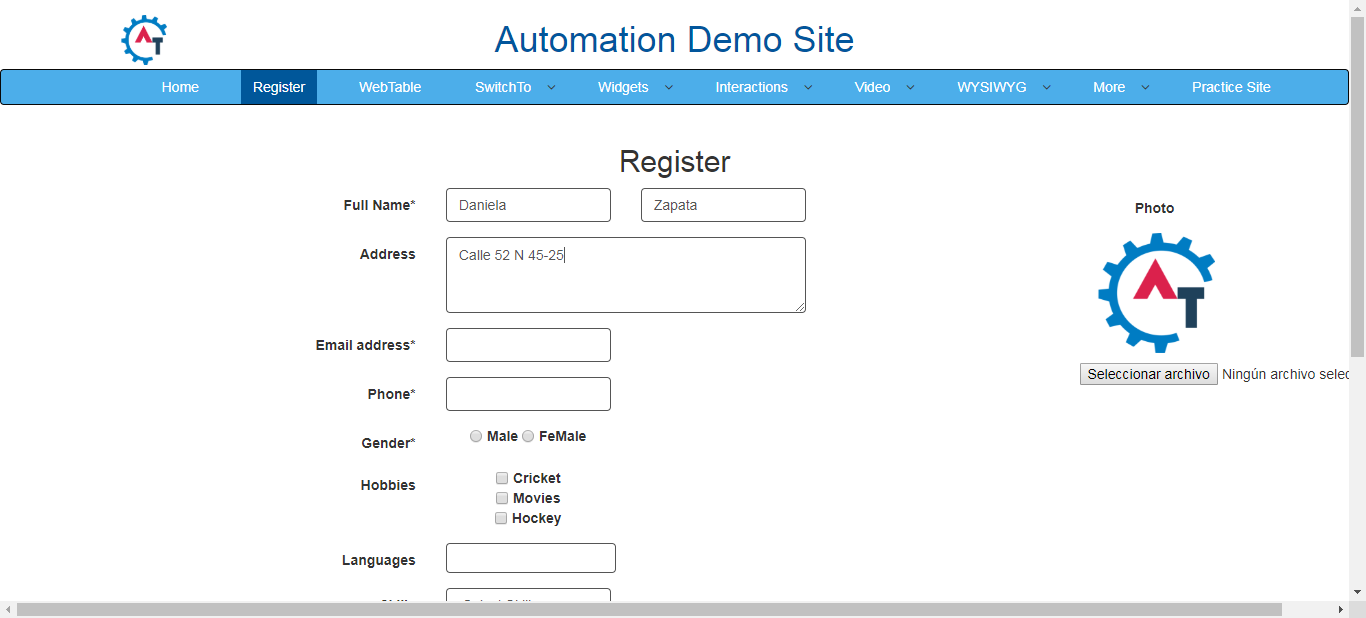 Automation Demo Site
Home Register WebTable SwitchTo Widgets Interactions Video WYSIWYG More Practice Site
Register
Full Name* Daniela Zapata
Photo
Address Calle 52 N 45-25
AT
Email address*
Seleccionar archivo Ningún archivo selec
Phone*
Gender* Male FeMale
Hobbies Cricket
Movies
Hockey
Languages